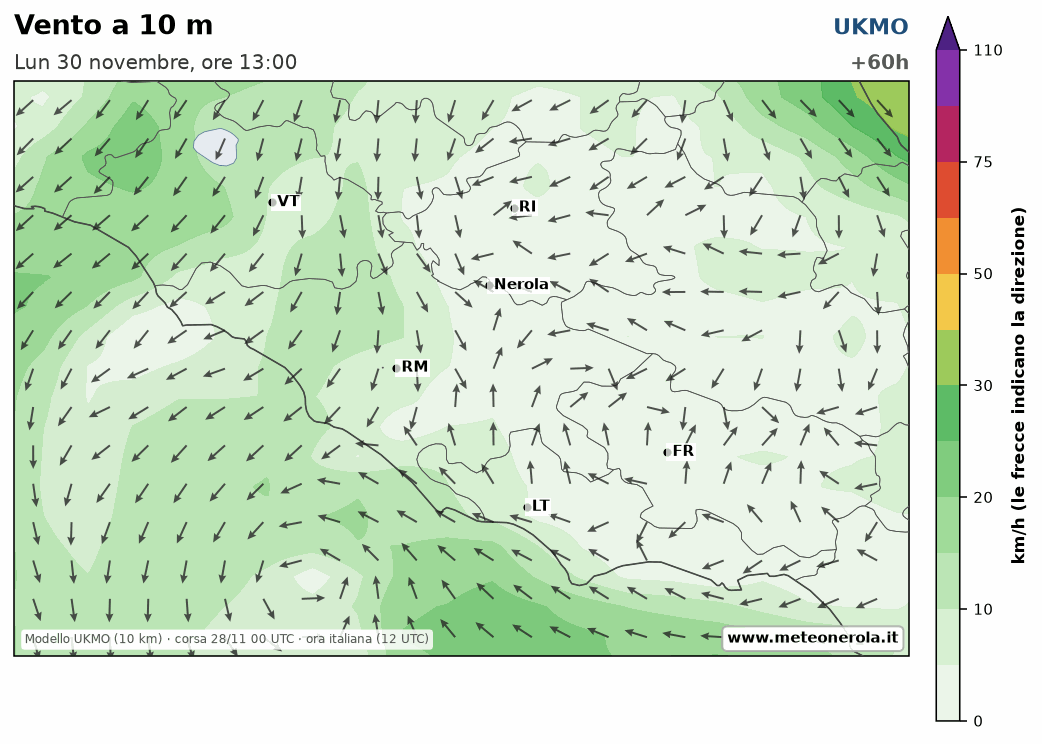 Vento a 10 m
UKMO
Lun 30 novembre, ore 13:00
+60h
110
75
50
30
20
10
0
km/h (le frecce indicano la direzione)
VT
RI
Nerola
RM
FR
LT
Modello UKMO (10 km) · corsa 28/11 00 UTC · ora italiana (12 UTC)
www.meteonerola.it